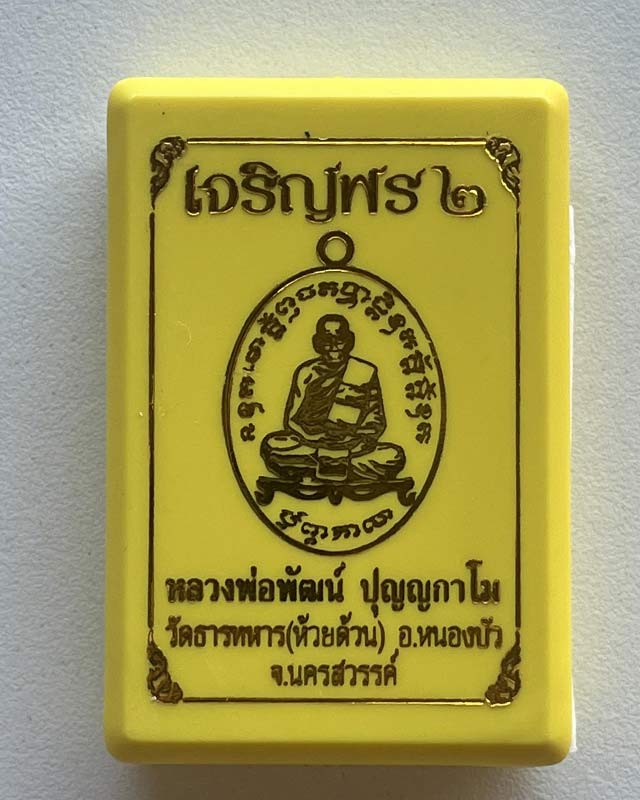 เจริญพร ๒
หลวงพ่อพัฒน์ ปุญญกาโม
วัดธารทหาร(ห้วยด้วน) อ.หนองบัว
จ.นครสวรรค์